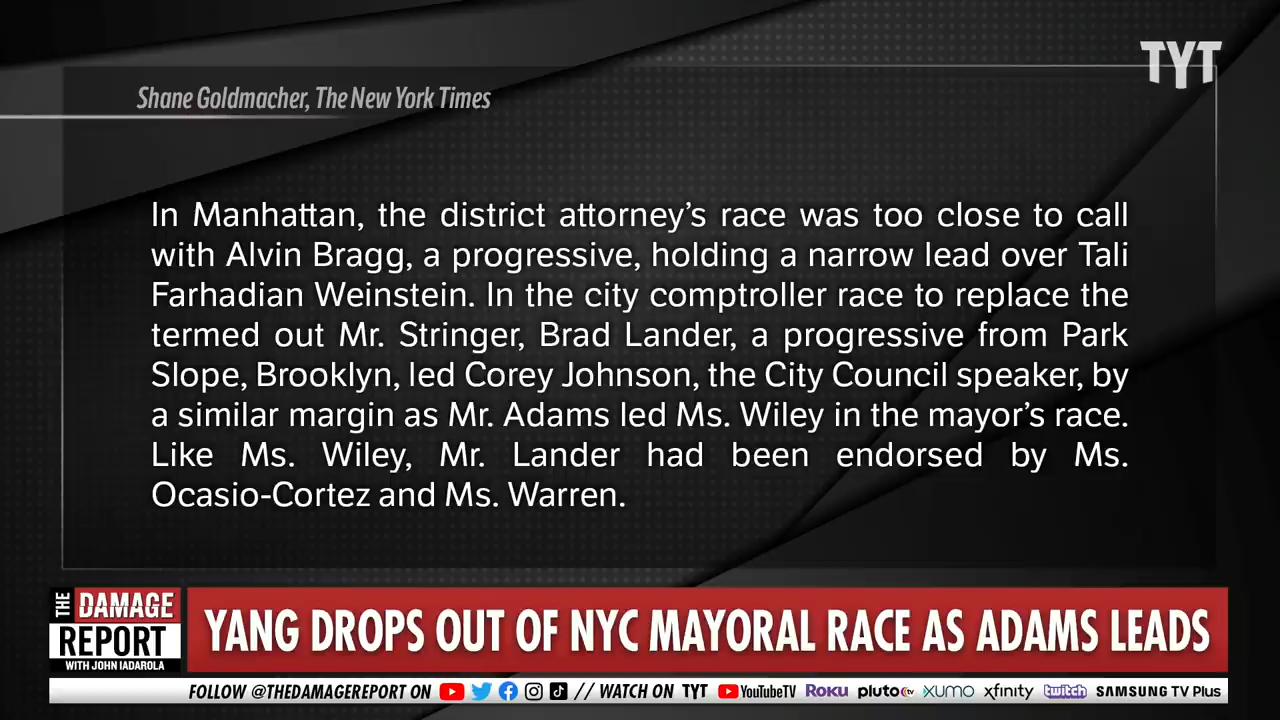 TYT
Shane Goldmacher, The New York Times
In Manhattan, the district attorney's race was too close to call
with Alvin Bragg, a progressive, holding a narrow lead over Tali
Farhadian Weinstein. In the city comptroller race to replace the
termed out Mr. Stringer, Brad Lander, a progressive from Park
Slope, Brooklyn, led Corey Johnson, the City Council speaker, by
a similar margin as Mr. Adams led Ms. Wiley in the mayor's race.
Like Ms. Wiley, Mr. Lander had been endorsed by Ms.
Ocasio-Cortez and Ms. Warren.
THE DAMAGE
REPORT
WITH JOHN IADAROLA
YANG DROPS OUT OF NYC MAYORAL RACE AS ADAMS LEADS
FOLLOW @THEDAMAGEREPORT ON // WATCH ON TYT YouTubeTV ROKU pluto tv XUMO xfinity twitch SAMSUNG TV Plus